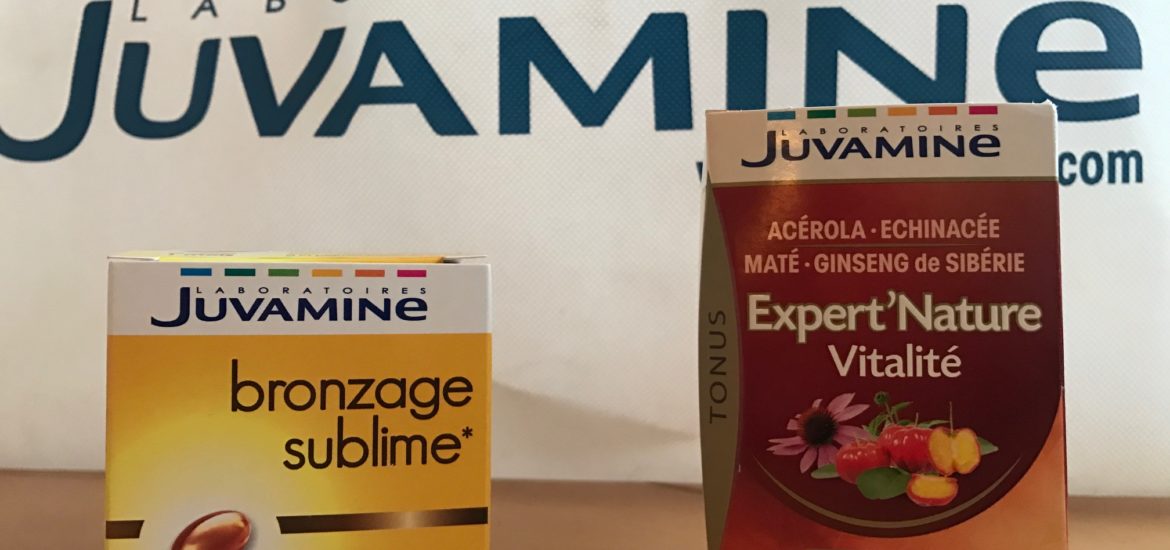 LABO
JUVAMINE
.com
LABORATOIRES
JUVAMINE
bronzage
sublime*
LABORATOIRES
JUVAMINE
ACÉROLA · ECHINACÉE
MATÉ · GINSENG de SIBÉRIE
Expert'Nature
Vitalité
TONUS